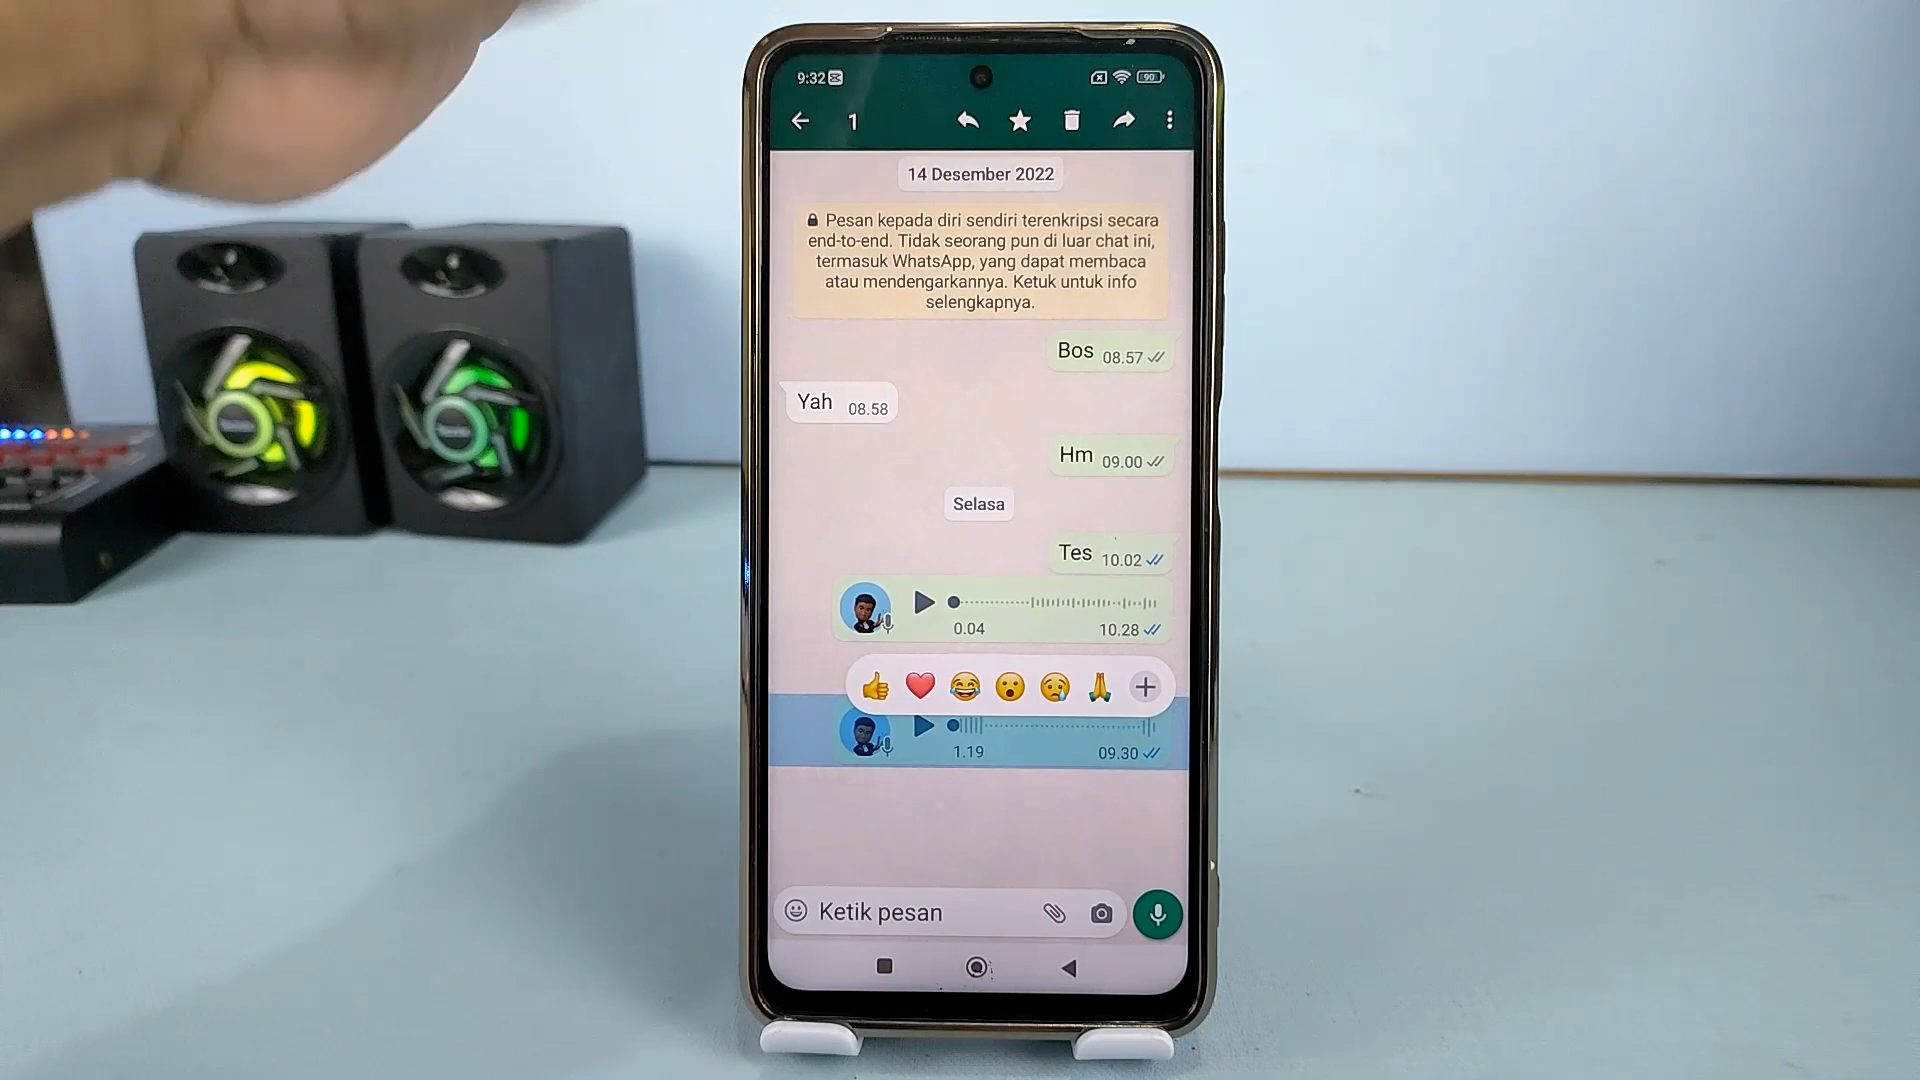 9:32 90
1
14 Desember 2022
Pesan kepada diri sendiri terenkripsi secara
end-to-end. Tidak seorang pun di luar chat ini,
termasuk WhatsApp, yang dapat membaca
atau mendengarkannya. Ketuk untuk info
selengkapnya.
Bos 08.57
Yah 08.58
Hm 09.00
Selasa
Tes 10.02
0.04 10.28
1.19 09.30
Ketik pesan